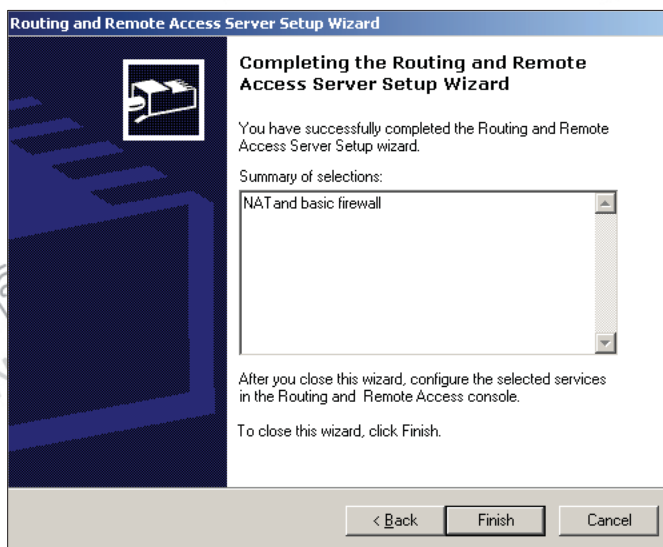 Routing and Remote Access Server Setup Wizard
Completing the Routing and Remote
Access Server Setup Wizard
You have successfully completed the Routing and Remote
Access Server Setup wizard.
Summary of selections:
NAT and basic firewall
After you close this wizard, configure the selected services
in the Routing and Remote Access console.
To close this wizard, click Finish.
< Back Finish Cancel